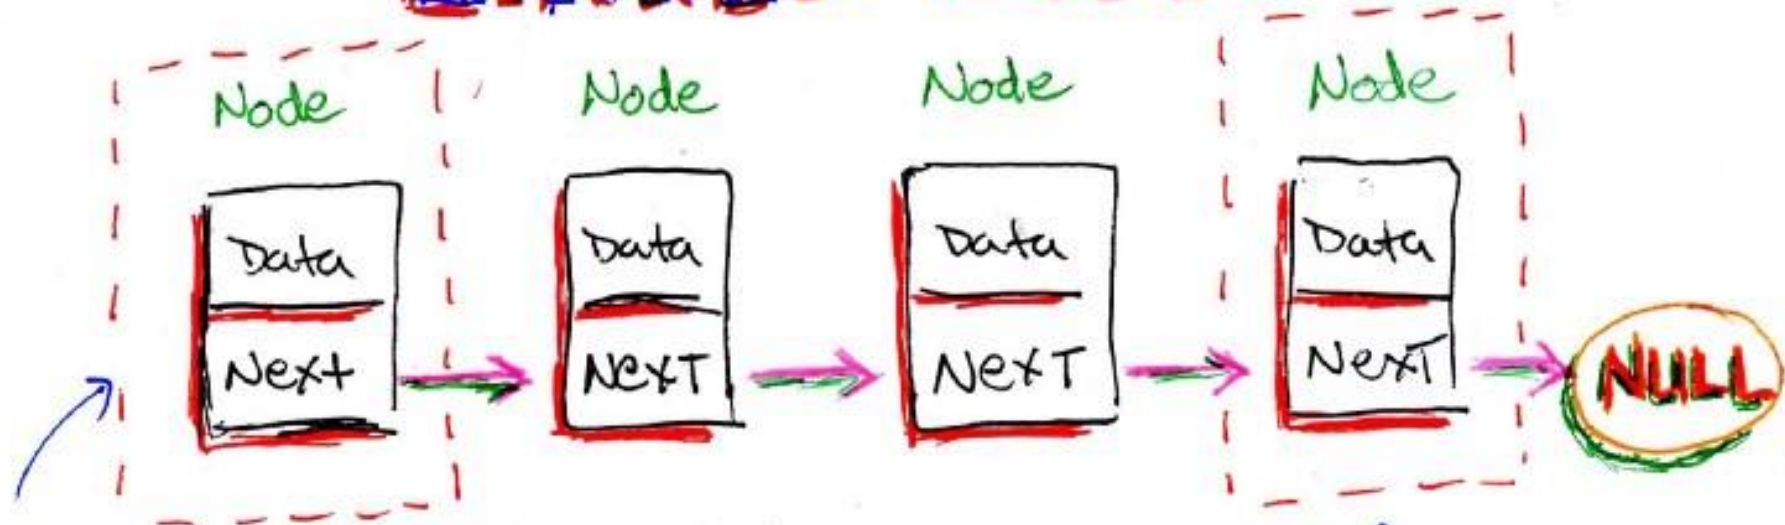 Node Node Node Node
Data Data Data Data
Next NexT NexT NexT
NULL